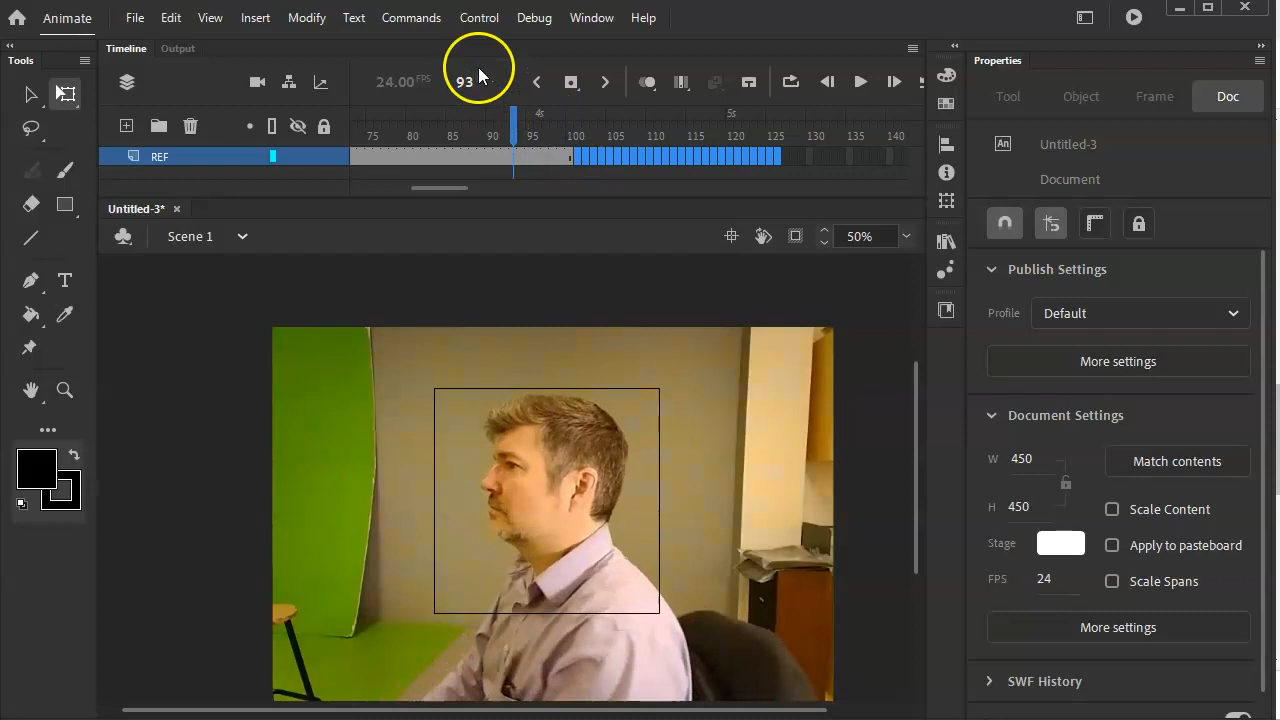 Animate File Edit View Insert Modify Text Commands Control Debug Window Help
Tools
Timeline Output
Properties
24.00 FPS 93
Tool Object Frame Doc
4s 5s
75 80 85 90 95 100 105 110 115 120 125 130 135 140
REF
An Untitled-3
Document
Untitled-3*
Scene 1
50%
Publish Settings
Profile Default
More settings
Document Settings
W 450
Match contents
H 450
Scale Content
Stage
Apply to pasteboard
FPS 24
Scale Spans
More settings
SWF History